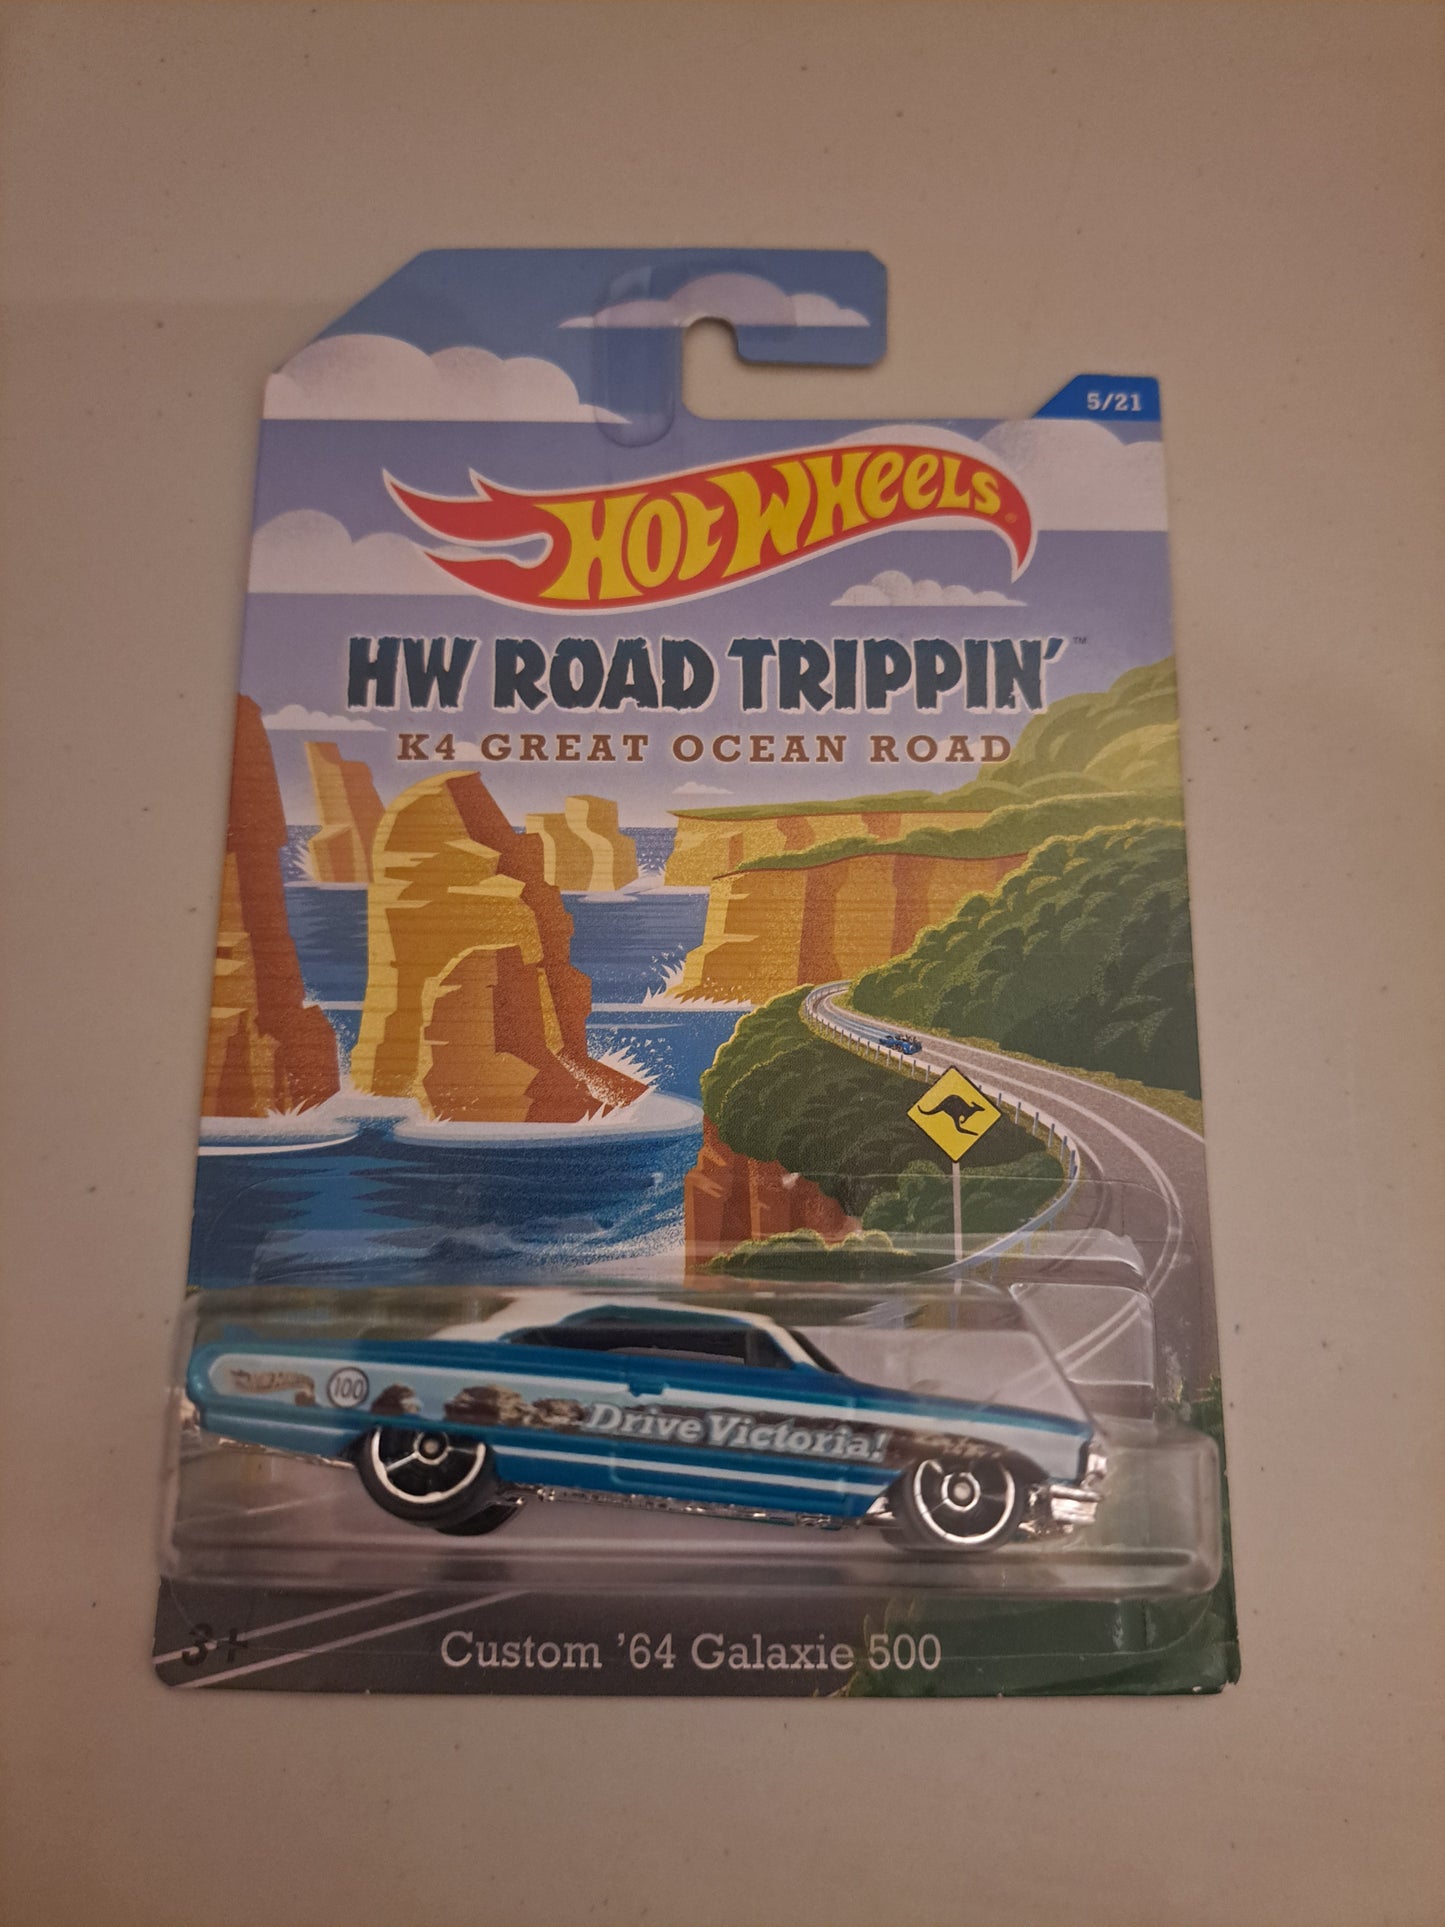 5/21
HOT WHEELS®
HW ROAD TRIPPIN'™
K4 GREAT OCEAN ROAD
100
Drive Victoria!
3+
Custom '64 Galaxie 500